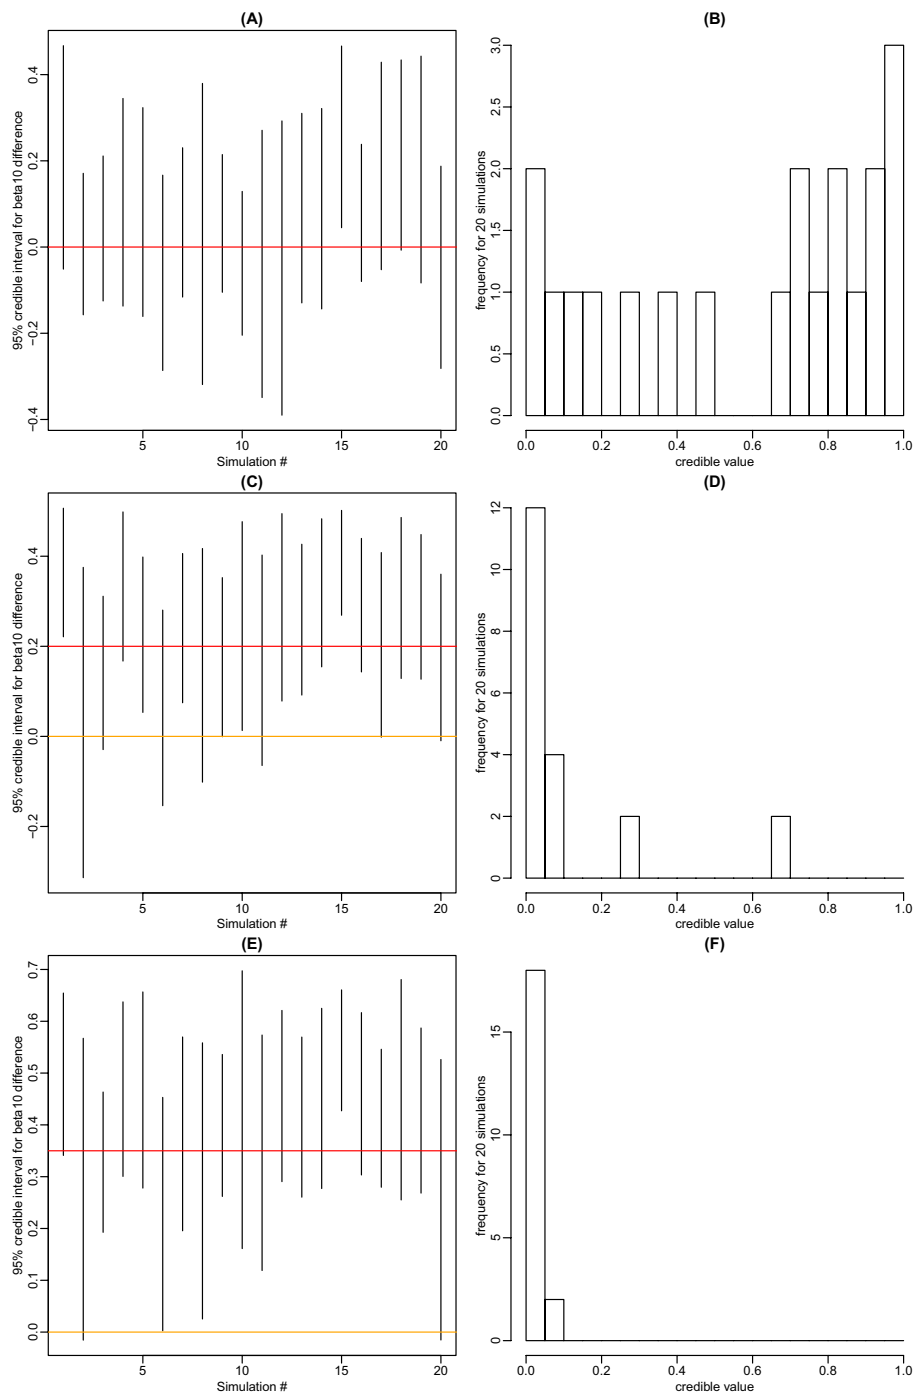 (A)
95% credible interval for beta10 difference
−0.4 −0.2 0.0 0.2 0.4
5 10 15 20
Simulation #
(B)
frequency for 20 simulations
0.0 0.5 1.0 1.5 2.0 2.5 3.0
0.0 0.2 0.4 0.6 0.8 1.0
credible value
(C)
95% credible interval for beta10 difference
−0.2 0.0 0.2 0.4
5 10 15 20
Simulation #
(D)
frequency for 20 simulations
0 2 4 6 8 10 12
0.0 0.2 0.4 0.6 0.8 1.0
credible value
(E)
95% credible interval for beta10 difference
0.0 0.1 0.2 0.3 0.4 0.5 0.6 0.7
5 10 15 20
Simulation #
(F)
frequency for 20 simulations
0 5 10 15
0.0 0.2 0.4 0.6 0.8 1.0
credible value